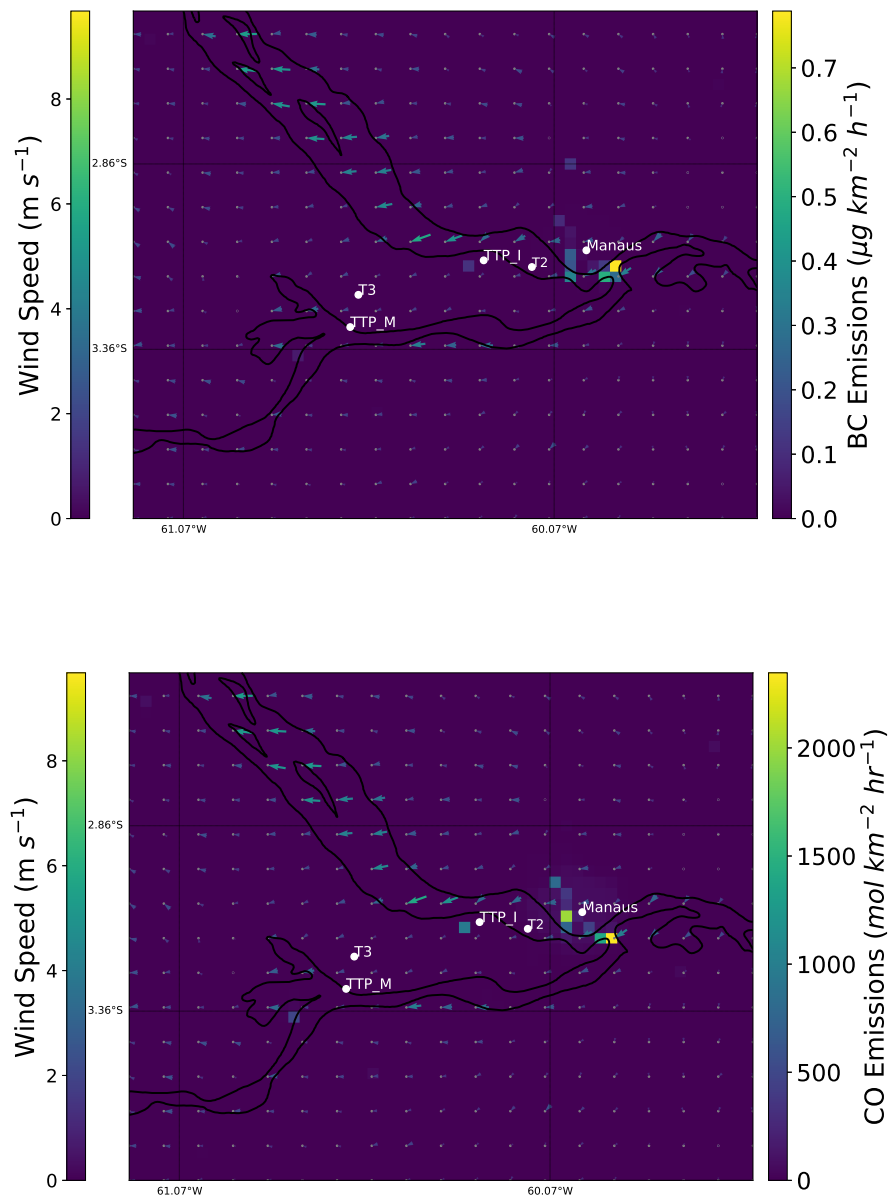 Wind Speed (m s⁻¹)
8
6
4
2
0
2.86°S
3.36°S
61.07°W
60.07°W
Manaus
TTP_I
T2
T3
TTP_M
0.7
0.6
0.5
0.4
0.3
0.2
0.1
0.0
BC Emissions (μg km⁻² h⁻¹)
Wind Speed (m s⁻¹)
8
6
4
2
0
2.86°S
3.36°S
61.07°W
60.07°W
Manaus
TTP_I
T2
T3
TTP_M
2000
1500
1000
500
0
CO Emissions (mol km⁻² hr⁻¹)